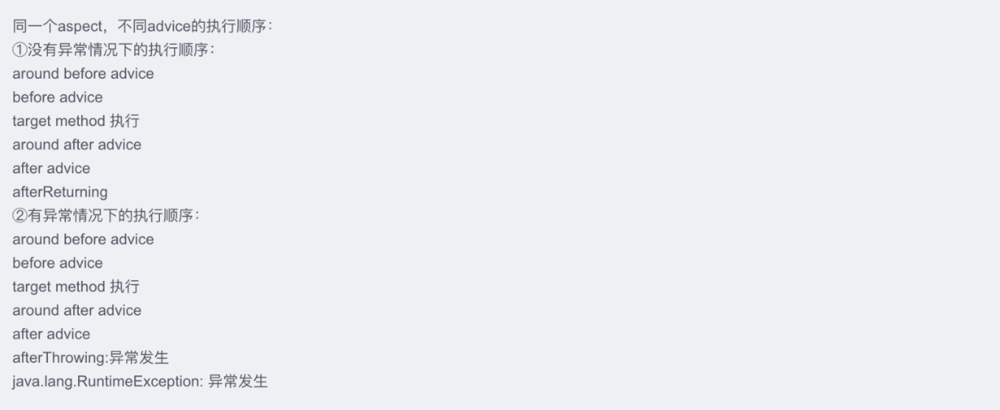 同一个aspect，不同advice的执行顺序：
①没有异常情况下的执行顺序：
around before advice
before advice
target method 执行
around after advice
after advice
afterReturning
②有异常情况下的执行顺序：
around before advice
before advice
target method 执行
around after advice
after advice
afterThrowing:异常发生
java.lang.RuntimeException: 异常发生